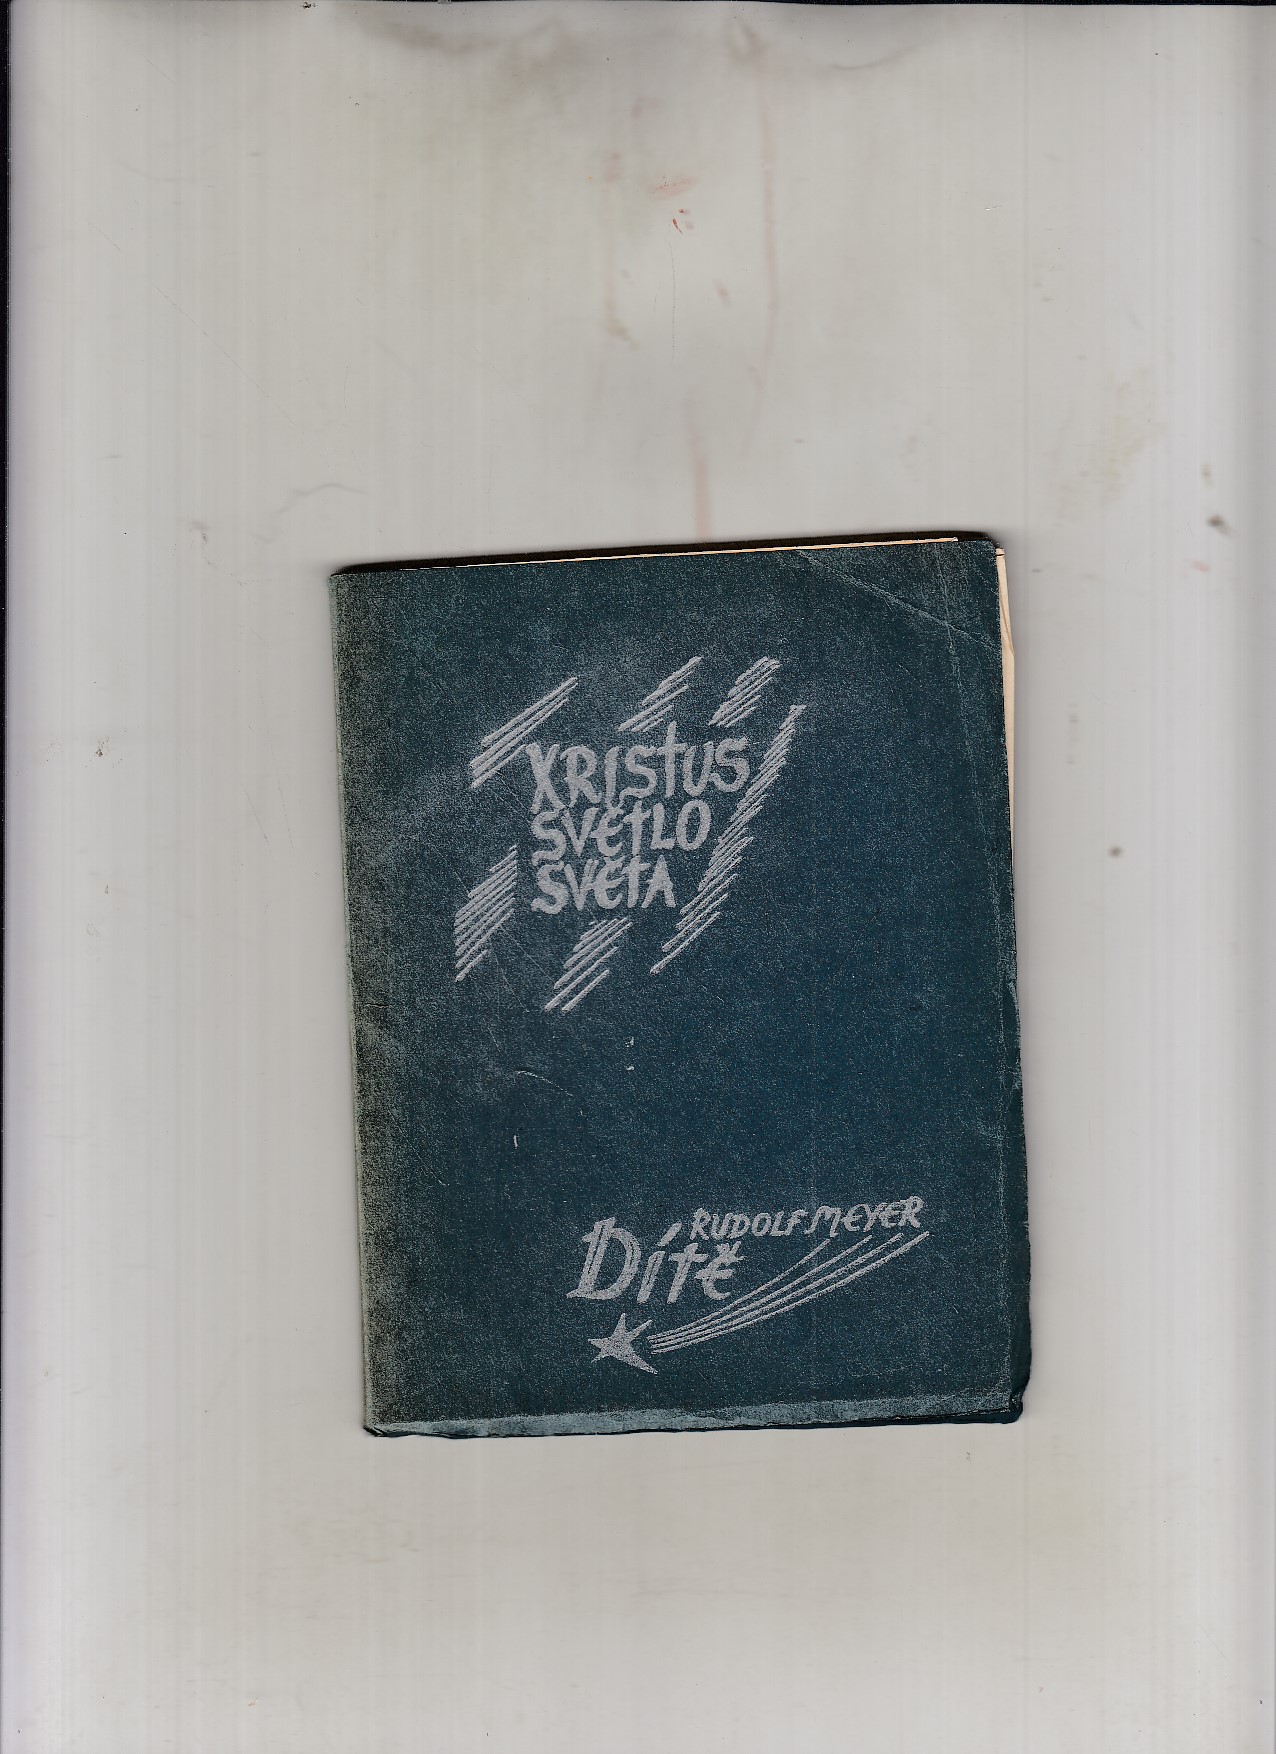 XRISTUS
SVĚTLO
SVĚTA
RUDOLF MEYER
Dítě